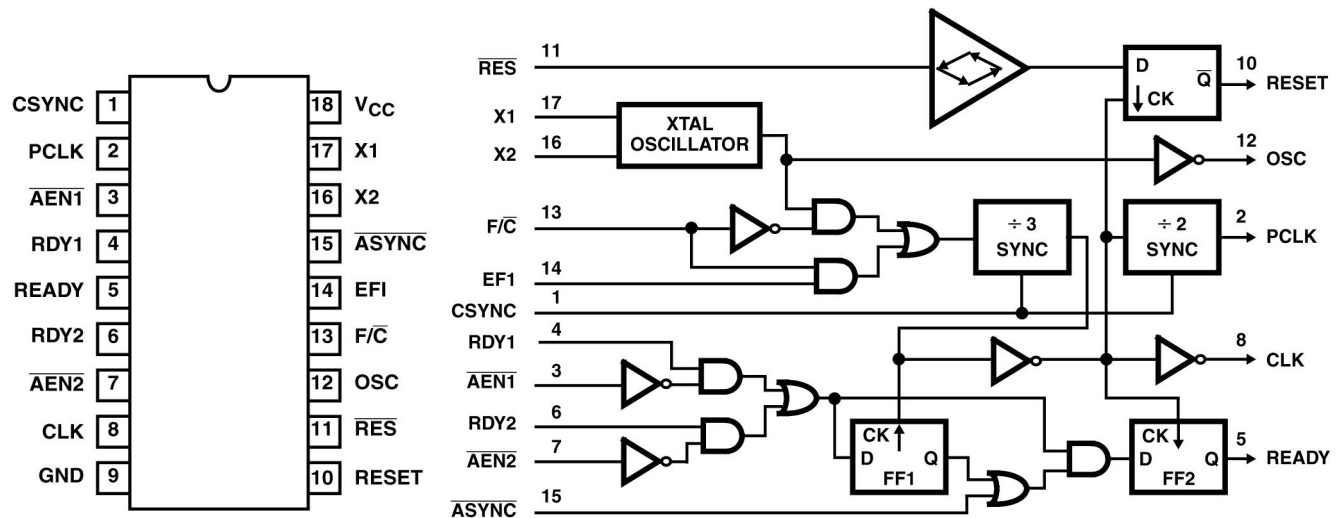 CSYNC 1 18 VCC
PCLK 2 17 X1
AEN1 3 16 X2
RDY1 4 15 ASYNC
READY 5 14 EFI
RDY2 6 13 F/C
AEN2 7 12 OSC
CLK 8 11 RES
GND 9 10 RESET
RES 11
D Q 10 RESET
CK
X1 17
XTAL
OSCILLATOR
X2 16
12 OSC
F/C 13
÷ 3
SYNC
÷ 2
SYNC
2 PCLK
EF1 14
CSYNC 1
RDY1 4
8 CLK
AEN1 3
RDY2 6
AEN2 7
CK
D Q
FF1
CK
D Q
FF2
5 READY
ASYNC 15